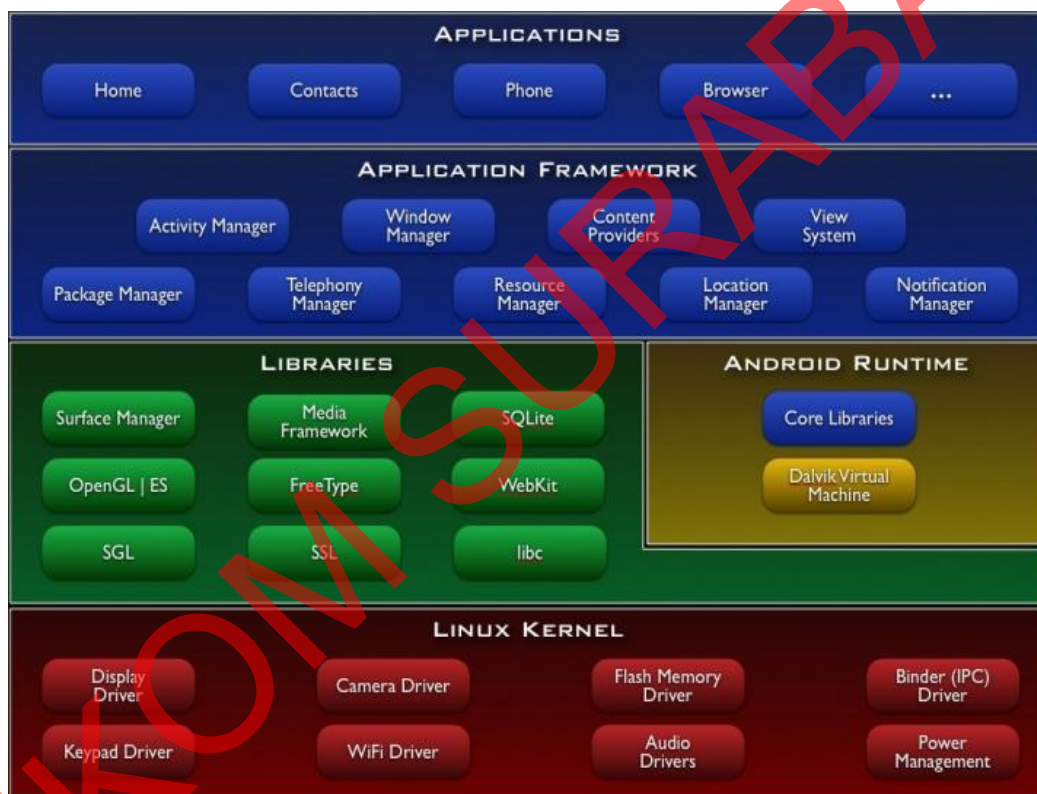 APPLICATIONS
Home
Contacts
Phone
Browser
...
APPLICATION FRAMEWORK
Activity Manager
Window
Manager
Content
Providers
View
System
Package Manager
Telephony
Manager
Resource
Manager
Location
Manager
Notification
Manager
LIBRARIES
Surface Manager
Media
Framework
SQLite
OpenGL | ES
FreeType
WebKit
SGL
SSL
libc
ANDROID RUNTIME
Core Libraries
Dalvik Virtual
Machine
LINUX KERNEL
Display
Driver
Camera Driver
Flash Memory
Driver
Binder (IPC)
Driver
Keypad Driver
WiFi Driver
Audio
Drivers
Power
Management
KOM SURABA